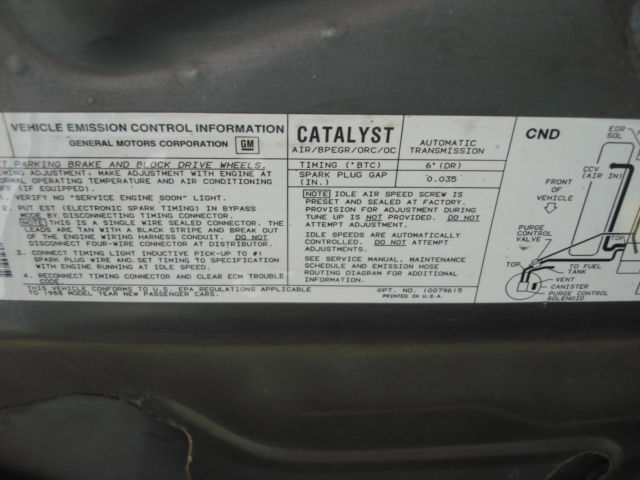 VEHICLE EMISSION CONTROL INFORMATION
GENERAL MOTORS CORPORATION GM
PARKING BRAKE AND BLOCK DRIVE WHEELS.
TIMING ADJUSTMENT: MAKE ADJUSTMENT WITH ENGINE AT
NORMAL OPERATING TEMPERATURE AND AIR CONDITIONING
OFF (IF EQUIPPED).
1. VERIFY NO "SERVICE ENGINE SOON" LIGHT.
2. PUT EST (ELECTRONIC SPARK TIMING) IN BYPASS
MODE BY DISCONNECTING TIMING CONNECTOR.
NOTE THIS IS A SINGLE WIRE SEALED CONNECTOR. THE
LEADS ARE TAN WITH A BLACK STRIPE AND BREAK OUT
OF THE ENGINE WIRING HARNESS CONDUIT. DO NOT
DISCONNECT FOUR-WIRE CONNECTOR AT DISTRIBUTOR.
3. CONNECT TIMING LIGHT INDUCTIVE PICK-UP TO #1
SPARK PLUG WIRE AND SET TIMING TO SPECIFICATION
WITH ENGINE RUNNING AT IDLE SPEED.
4. RECONNECT TIMING CONNECTOR AND CLEAR ECM TROUBLE
CODE.
THIS VEHICLE CONFORMS TO U.S. EPA REGULATIONS APPLICABLE
TO 1988 MODEL YEAR NEW PASSENGER CARS.
CATALYST
AIR/BPEGR/ORC/OC
AUTOMATIC
TRANSMISSION
TIMING (°BTC) 6° (DR)
SPARK PLUG GAP
(IN.) 0.035
NOTE IDLE AIR SPEED SCREW IS
PRESET AND SEALED AT FACTORY.
PROVISION FOR ADJUSTMENT DURING
TUNE UP IS NOT PROVIDED. DO NOT
ATTEMPT ADJUSTMENT.
IDLE SPEEDS ARE AUTOMATICALLY
CONTROLLED. DO NOT ATTEMPT
ADJUSTMENT.
SEE SERVICE MANUAL, MAINTENANCE
SCHEDULE AND EMISSION HOSE
ROUTING DIAGRAM FOR ADDITIONAL
INFORMATION.
©PT. NO. 10079615
PRINTED IN U.S.A.
CND
EGR
SOL
CCV
(AIR IN)
FRONT
OF
VEHICLE
PURGE
CONTROL
VALVE
TOP
TOP
TO FUEL
TANK
VENT
CANISTER
PURGE CONTROL
SOLENOID